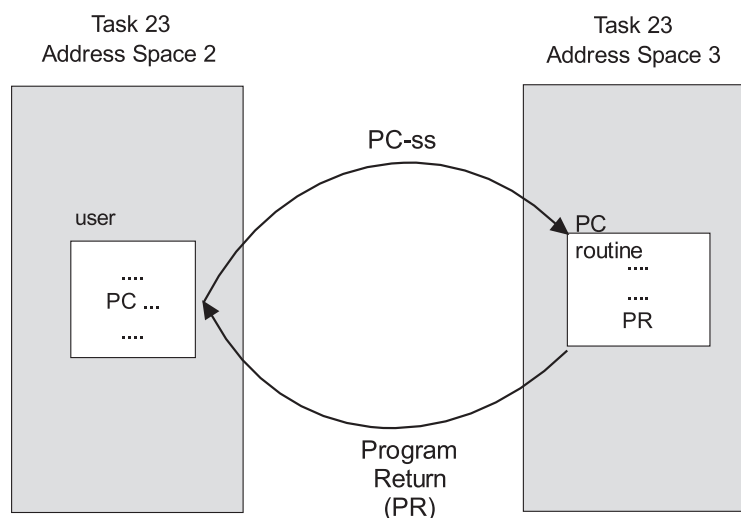 Task 23
Address Space 2
Task 23
Address Space 3
PC-ss
user
....
PC ...
....
PC
routine
....
....
PR
Program
Return
(PR)